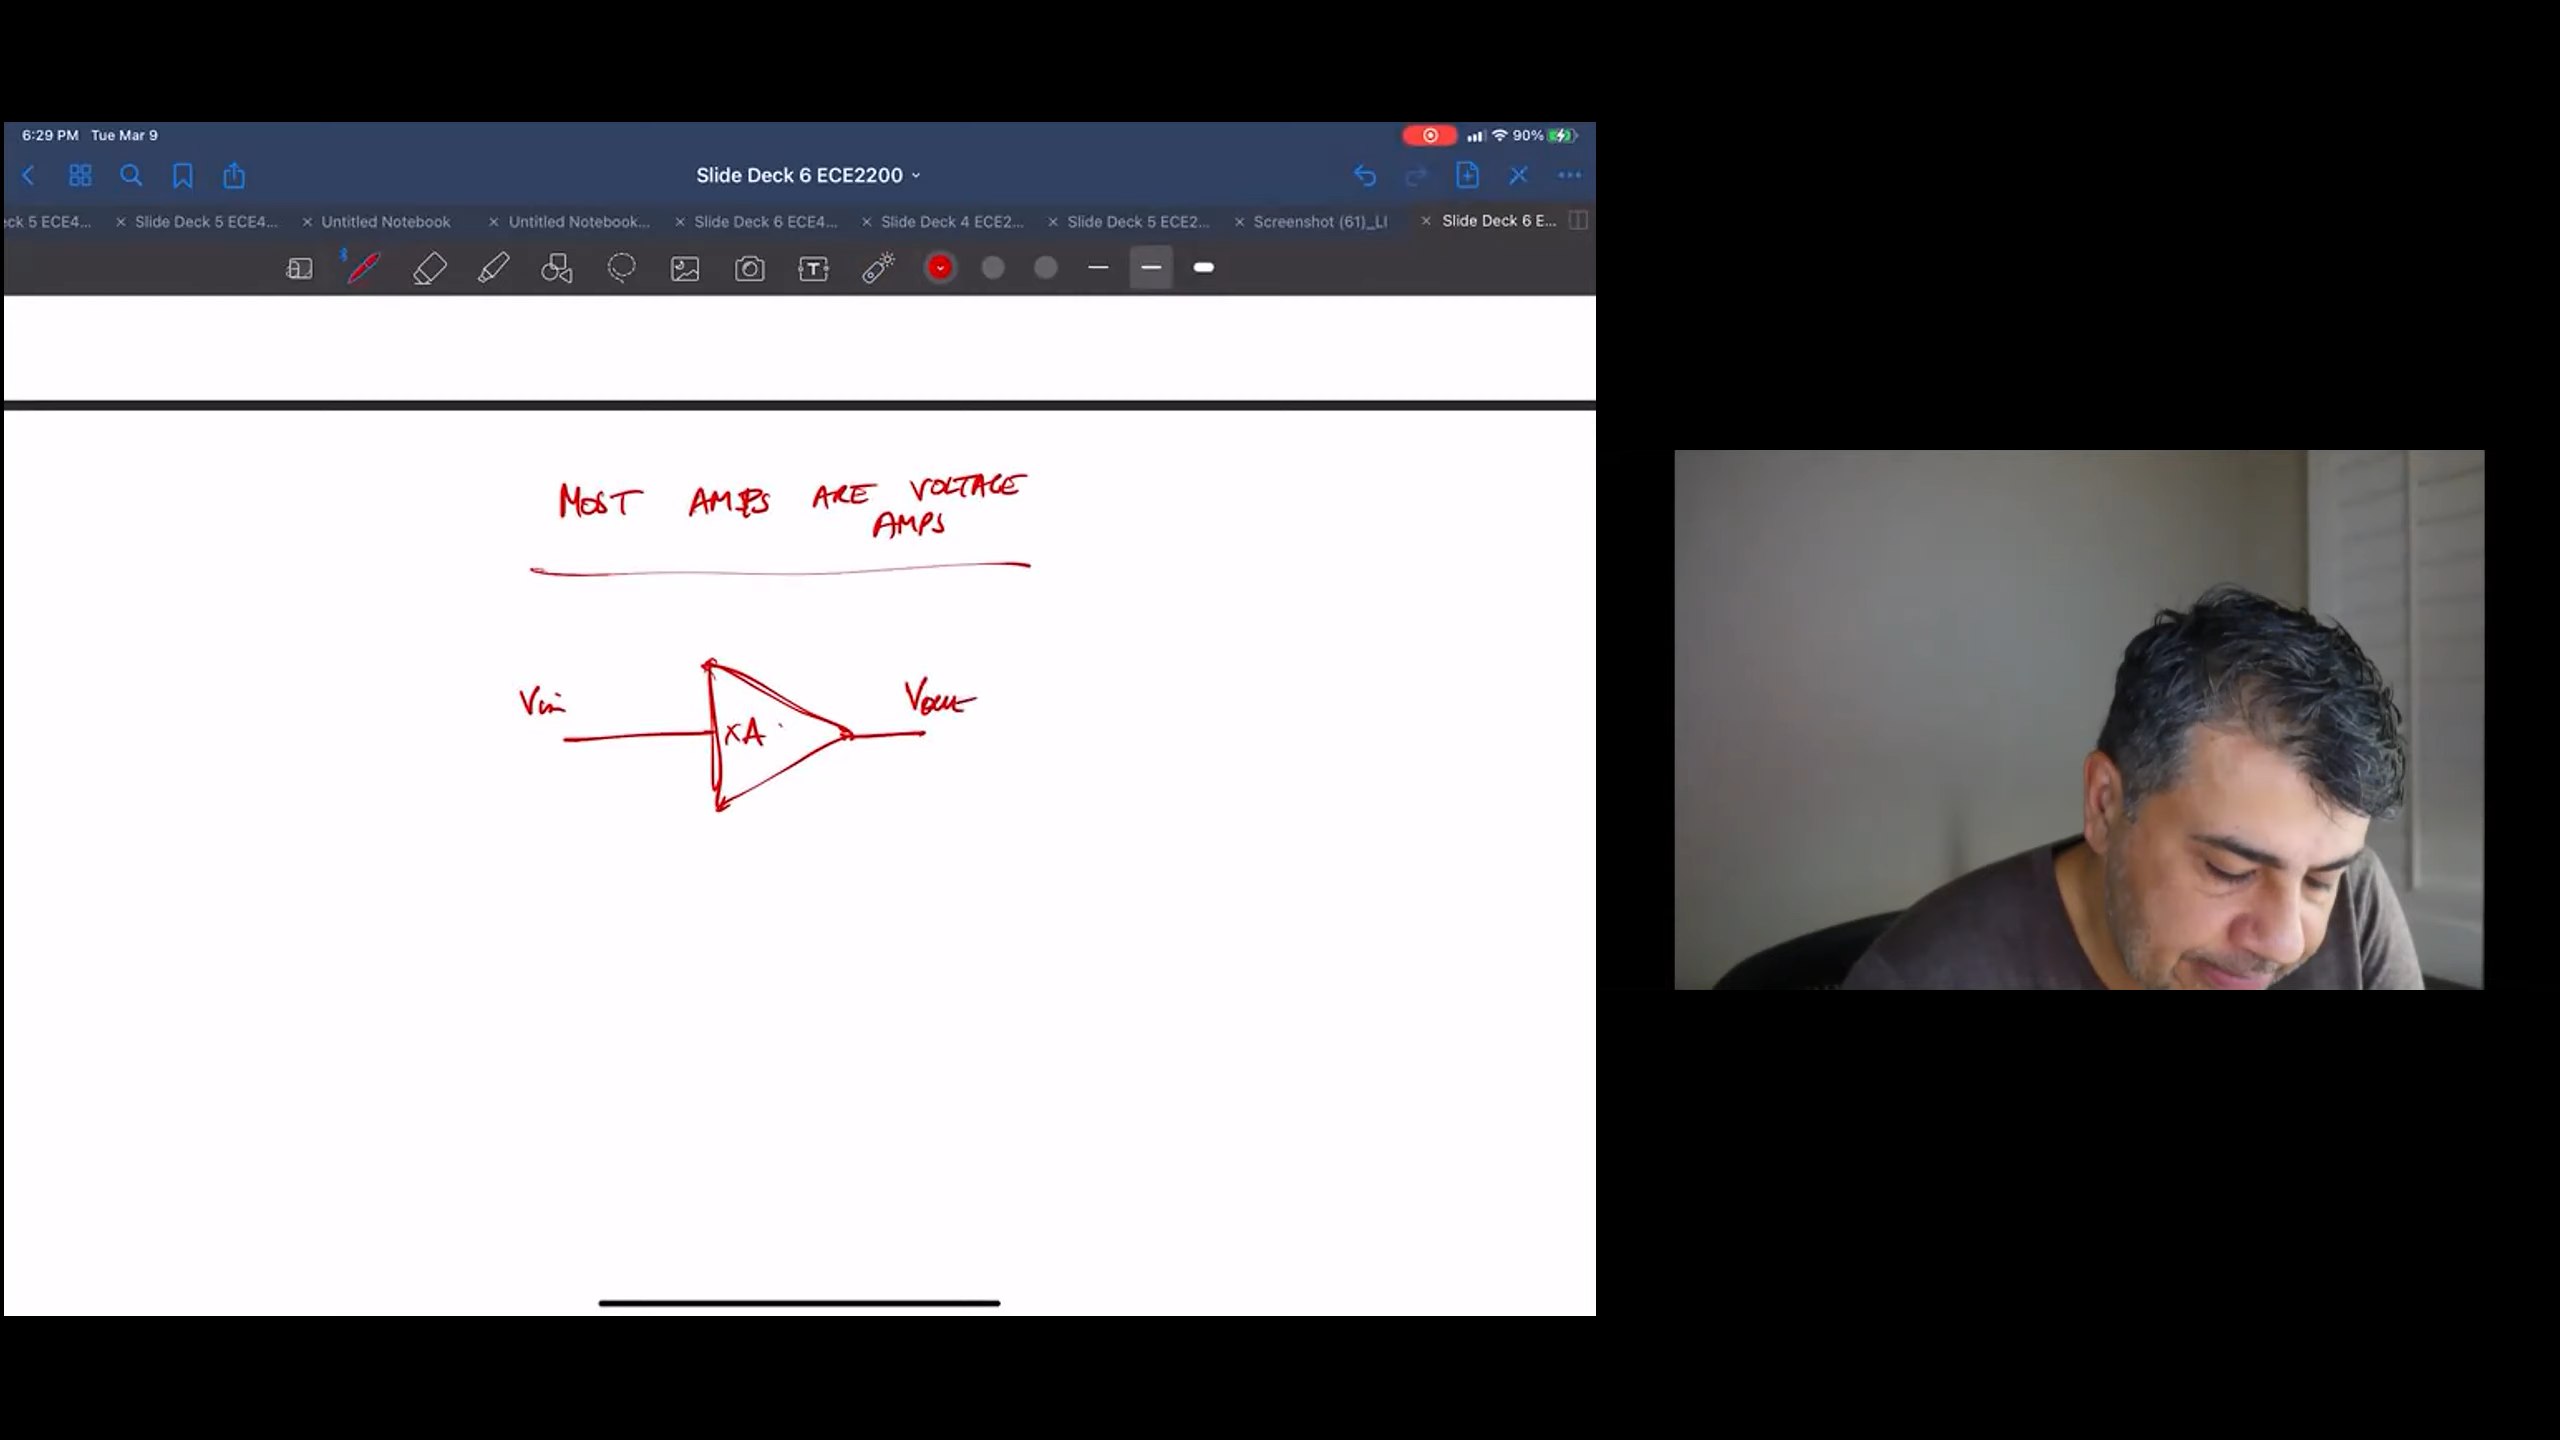 6:29 PM Tue Mar 9
90%
Slide Deck 6 ECE2200
ck 5 ECE4... Slide Deck 5 ECE4... Untitled Notebook Untitled Notebook... Slide Deck 6 ECE4... Slide Deck 4 ECE2... Slide Deck 5 ECE2... Screenshot (61)_LI Slide Deck 6 E...
T
MOST AMPS ARE VOLTAGE
AMPS
Vin
Vout
xA